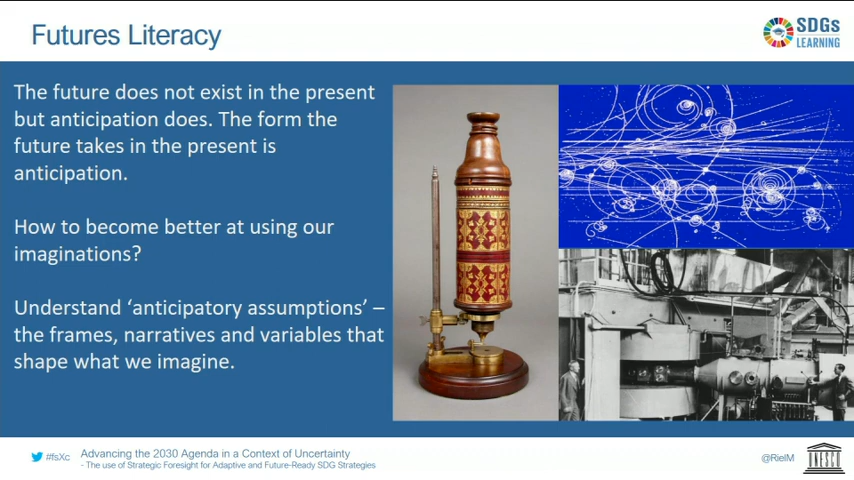 Futures Literacy
SDGs
LEARNING
The future does not exist in the present
but anticipation does. The form the
future takes in the present is
anticipation.
How to become better at using our
imaginations?
Understand ‘anticipatory assumptions’ –
the frames, narratives and variables that
shape what we imagine.
#fsXc
Advancing the 2030 Agenda in a Context of Uncertainty
- The use of Strategic Foresight for Adaptive and Future-Ready SDG Strategies
@RielM
UNESCO